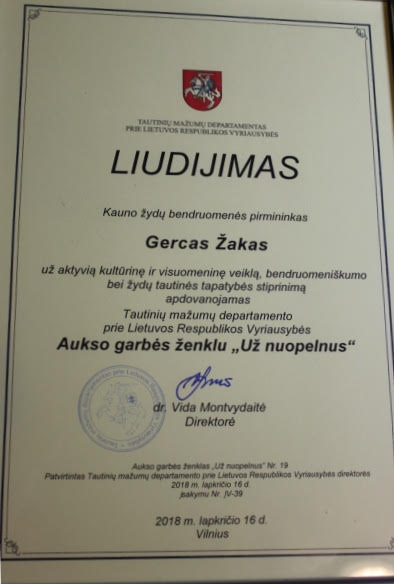 TAUTINIŲ MAŽUMŲ DEPARTAMENTAS
PRIE LIETUVOS RESPUBLIKOS VYRIAUSYBĖS
LIUDIJIMAS
Kauno žydų bendruomenės pirmininkas
Gercas Žakas
už aktyvią kultūrinę ir visuomeninę veiklą, bendruomeniškumo
bei žydų tautinės tapatybės stiprinimą
apdovanojamas
Tautinių mažumų departamento
prie Lietuvos Respublikos Vyriausybės
Aukso garbės ženklu „Už nuopelnus“
dr. Vida Montvydaitė
Direktorė
Aukso garbės ženklas „Už nuopelnus“ Nr. 19
Patvirtintas Tautinių mažumų departamento prie Lietuvos Respublikos Vyriausybės direktorės
2018 m. lapkričio 16 d.
įsakymu Nr. ĮV-39
2018 m. lapkričio 16 d.
Vilnius